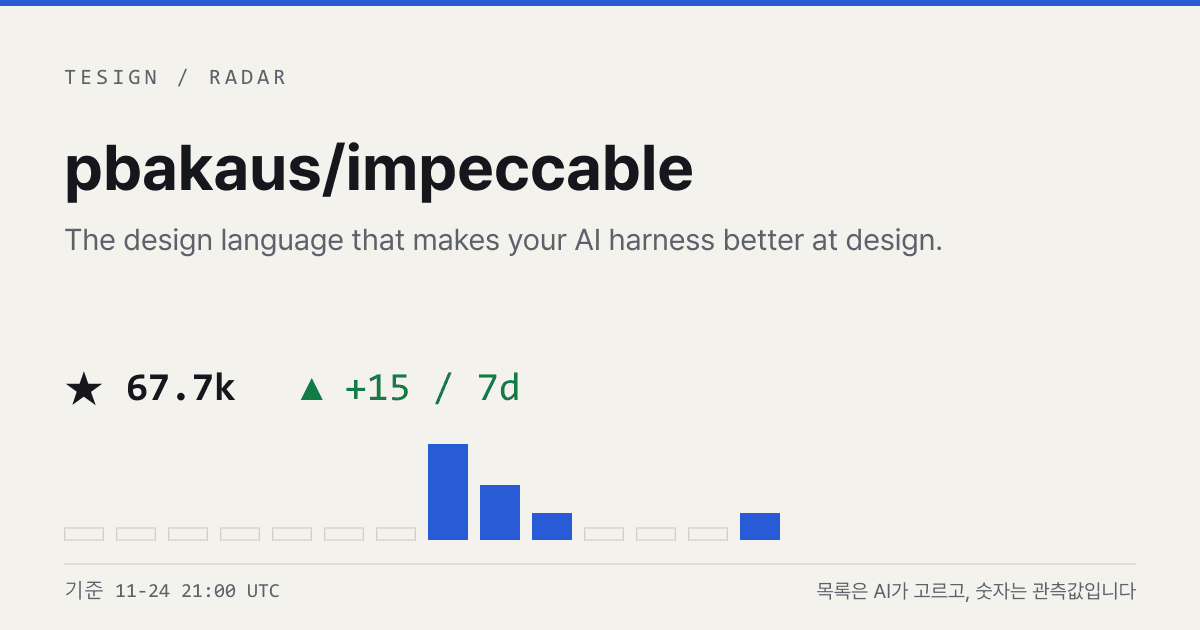 TESIGN / RADAR
pbakaus/impeccable
The design language that makes your AI harness better at design.
★ 67.7k ▲ +15 / 7d
기준 11-24 21:00 UTC
목록은 AI가 고르고, 숫자는 관측값입니다